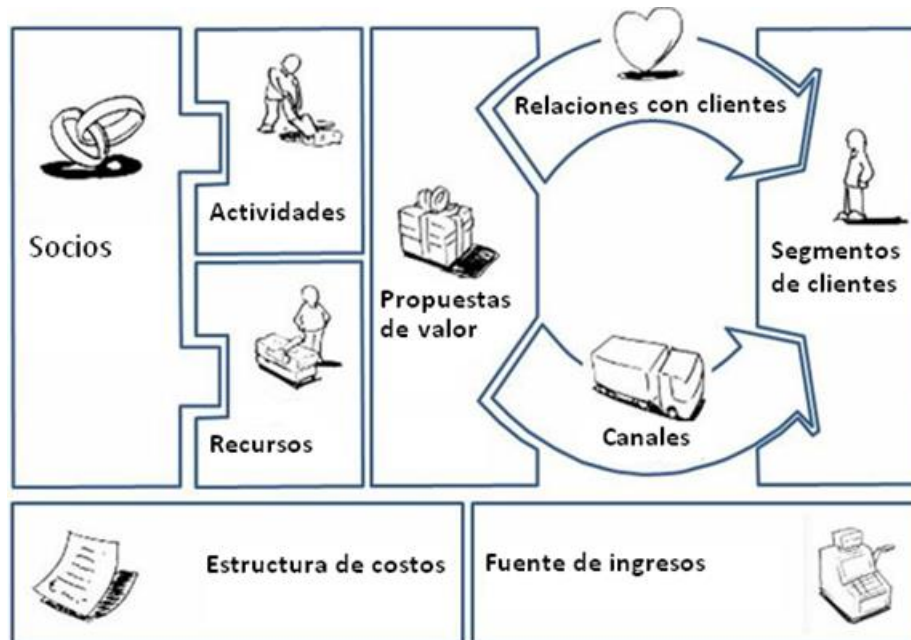 Relaciones con clientes
Actividades
Socios
Segmentos
de clientes
Propuestas
de valor
Recursos
Canales
Estructura de costos
Fuente de ingresos